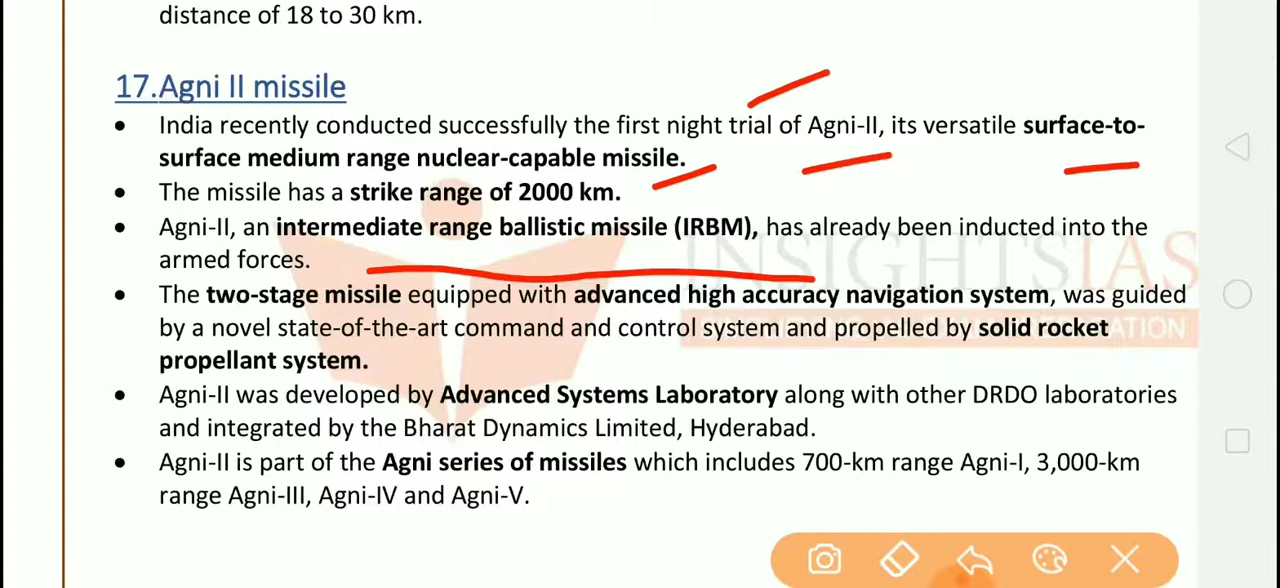 distance of 18 to 30 km.
17.Agni II missile
• India recently conducted successfully the first night trial of Agni-II, its versatile surface-to-
surface medium range nuclear-capable missile.
• The missile has a strike range of 2000 km.
• Agni-II, an intermediate range ballistic missile (IRBM), has already been inducted into the
armed forces.
• The two-stage missile equipped with advanced high accuracy navigation system, was guided
by a novel state-of-the-art command and control system and propelled by solid rocket
propellant system.
• Agni-II was developed by Advanced Systems Laboratory along with other DRDO laboratories
and integrated by the Bharat Dynamics Limited, Hyderabad.
• Agni-II is part of the Agni series of missiles which includes 700-km range Agni-I, 3,000-km
range Agni-III, Agni-IV and Agni-V.
INSIGHTSIAS